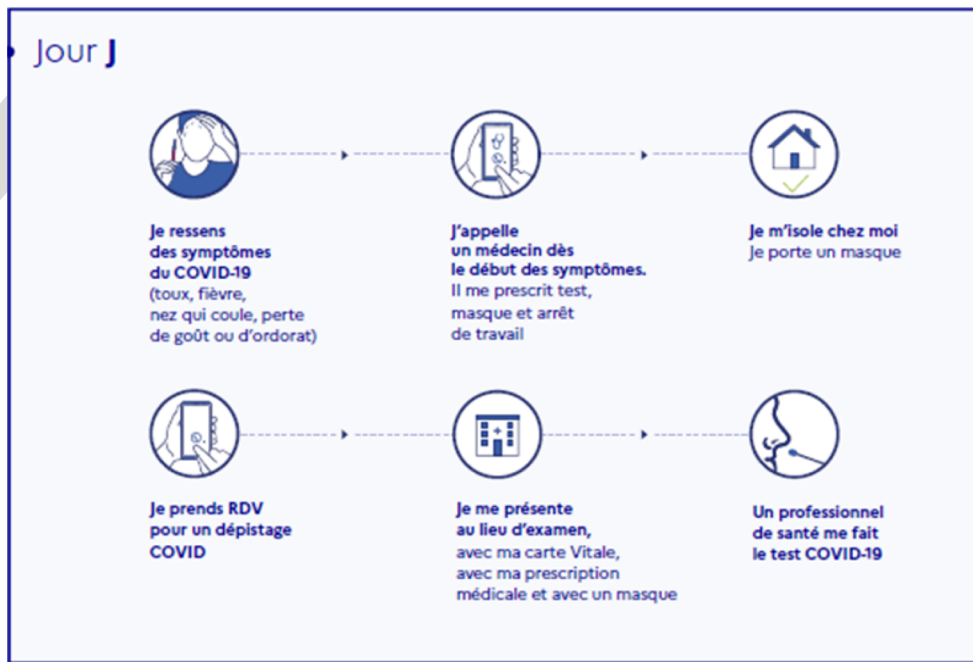 Jour J
Je ressens
des symptômes
du COVID-19
(toux, fièvre,
nez qui coule, perte
de goût ou d'ordorat)
J'appelle
un médecin dès
le début des symptômes.
Il me prescrit test,
masque et arrêt
de travail
Je m'isole chez moi
Je porte un masque
Je prends RDV
pour un dépistage
COVID
Je me présente
au lieu d'examen,
avec ma carte Vitale,
avec ma prescription
médicale et avec un masque
Un professionnel
de santé me fait
le test COVID-19